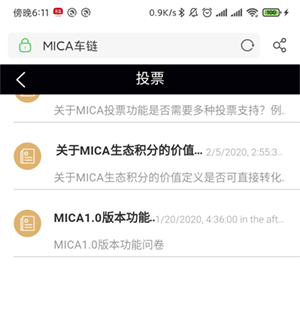 傍晚6:11 0.9K/s 100
MICA车链
投票
关于MICA投票功能是否需要多种投票支持？例.
关于MICA生态积分的价值... 2/5/2020, 2:55:3...
关于MICA生态积分的价值定义是否可直接转化..
MICA1.0版本功能.. 1/20/2020, 4:36:00 in the aft...
MICA1.0版本功能问卷